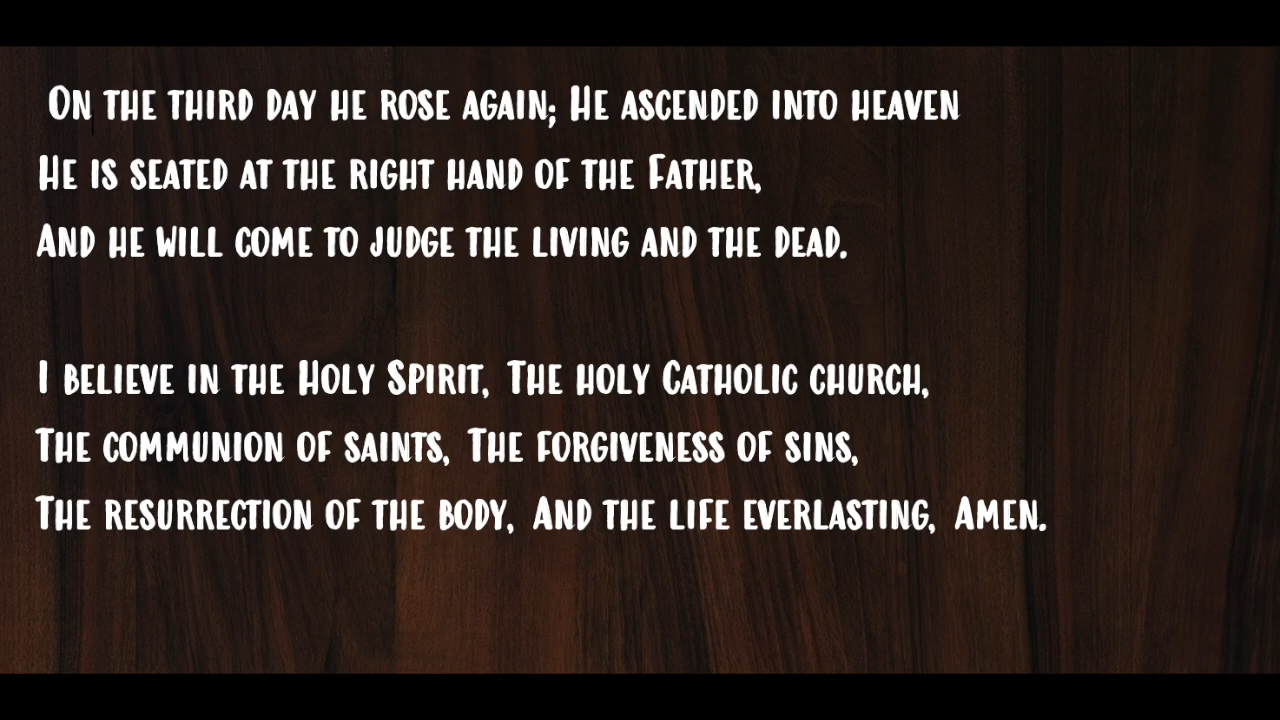 On the third day he rose again; He ascended into heaven
He is seated at the right hand of the Father,
And he will come to judge the living and the dead.
I believe in the Holy Spirit, The holy Catholic church,
The communion of saints, The forgiveness of sins,
The resurrection of the body, And the life everlasting, Amen.